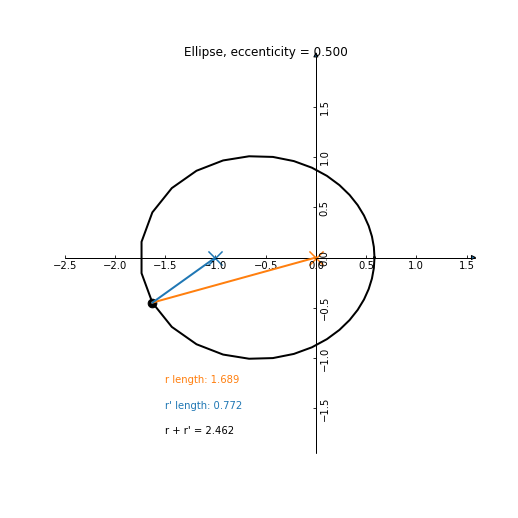 Ellipse, eccentricity = 0.500
1.5
1.0
0.5
0.0
−2.5 −2.0 −1.5 −1.0 −0.5 0.0 0.5 1.0 1.5
−0.5
−1.0
−1.5
r length: 1.689
r' length: 0.772
r + r' = 2.462